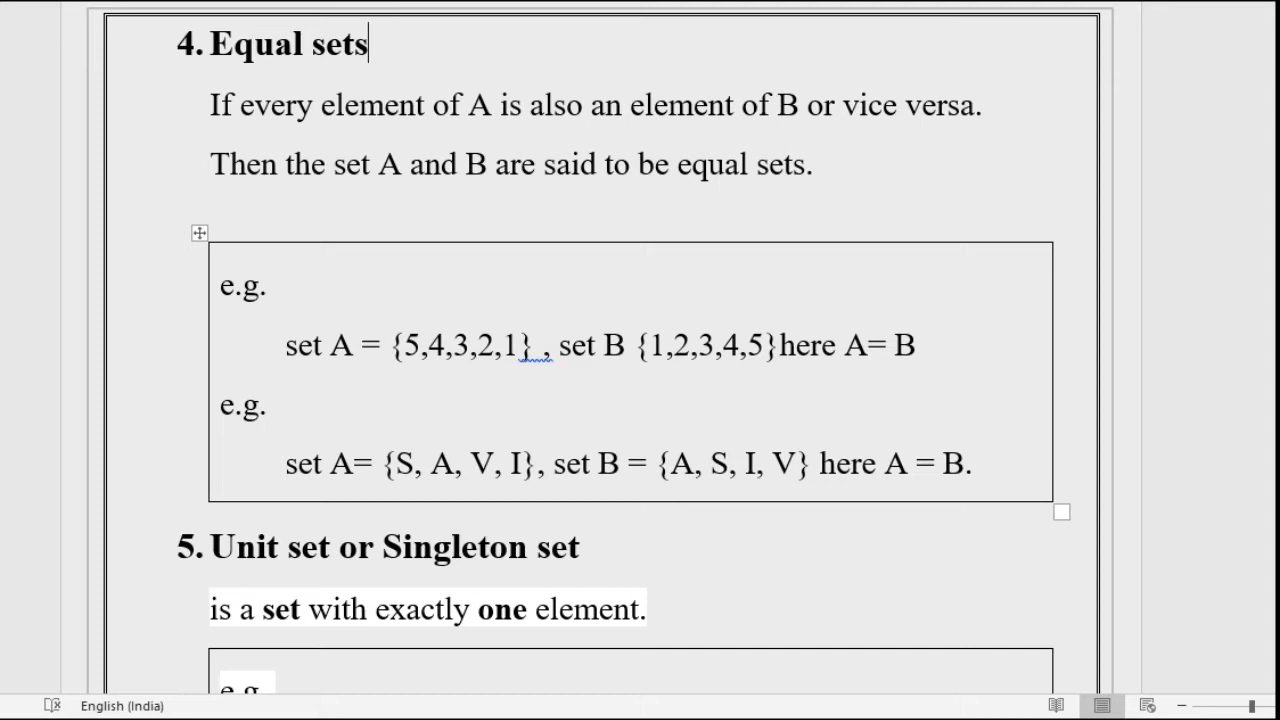 4. Equal sets
If every element of A is also an element of B or vice versa.
Then the set A and B are said to be equal sets.
e.g.
set A = {5,4,3,2,1} , set B {1,2,3,4,5}here A= B
e.g.
set A= {S, A, V, I}, set B = {A, S, I, V} here A = B.
5. Unit set or Singleton set
is a set with exactly one element.
e.g.
English (India)